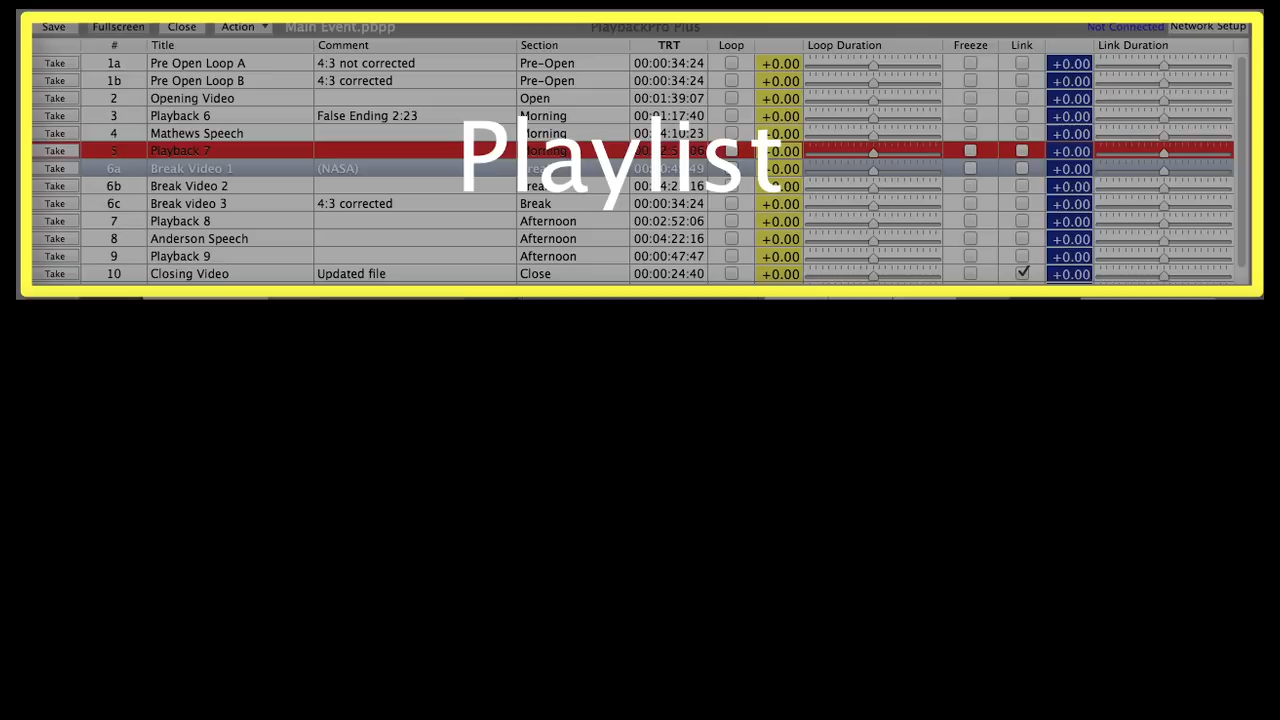 Save Fullscreen Close Action Main Event.pbpp PlaybackPro Plus Not Connected Network Setup
# Title Comment Section TRT Loop Loop Duration Freeze Link Link Duration
Take 1a Pre Open Loop A 4:3 not corrected Pre-Open 00:00:34:24 +0.00 +0.00
Take 1b Pre Open Loop B 4:3 corrected Pre-Open 00:00:34:24 +0.00 +0.00
Take 2 Opening Video Open 00:01:39:07 +0.00 +0.00
Take 3 Playback 6 False Ending 2:23 Morning +0.00 +0.00
Take 4 Mathews Speech Morning +0.00 +0.00
Take 5 Playback 7 +0.00 +0.00
Playlist
Take 6a Break Video 1 (NASA) +0.00 +0.00
Take 6b Break Video 2 +0.00 +0.00
Take 6c Break video 3 4:3 corrected Break 00:00:34:24 +0.00 +0.00
Take 7 Playback 8 Afternoon 00:02:52:06 +0.00 +0.00
Take 8 Anderson Speech Afternoon 00:04:22:16 +0.00 +0.00
Take 9 Playback 9 Afternoon 00:00:47:47 +0.00 +0.00
Take 10 Closing Video Updated file Close 00:00:24:40 +0.00 +0.00